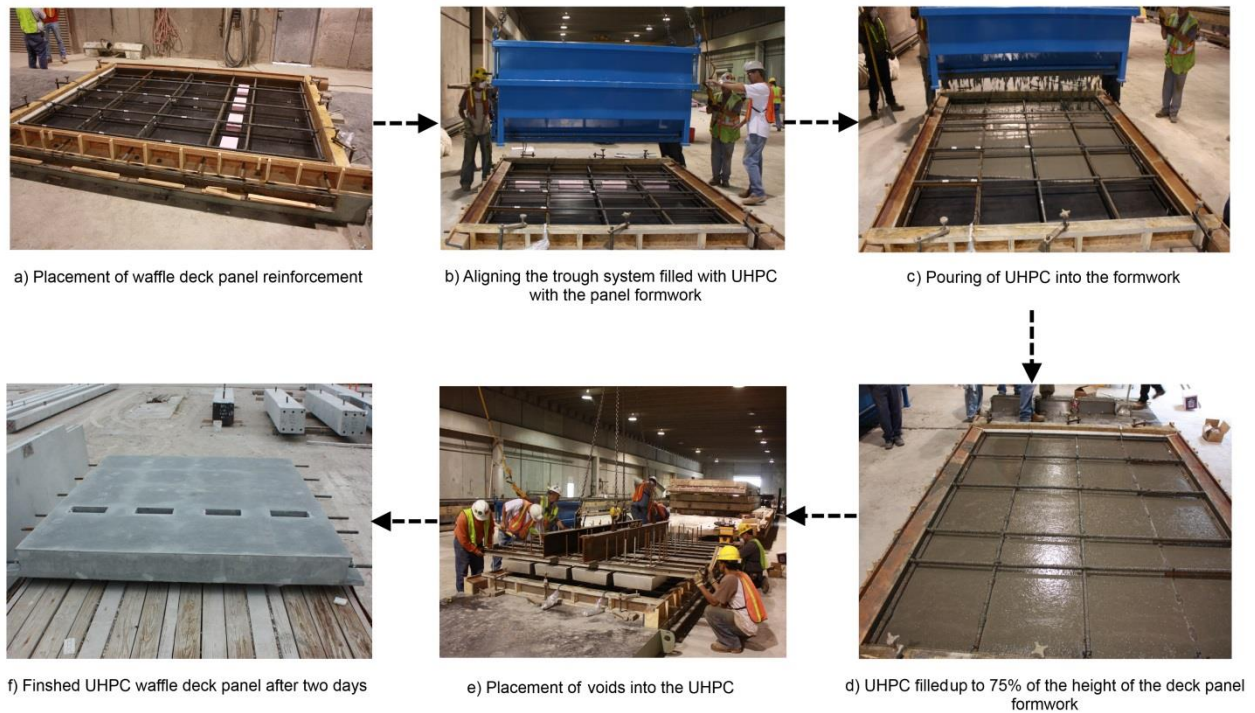 a) Placement of waffle deck panel reinforcement
b) Aligning the trough system filled with UHPC
with the panel formwork
c) Pouring of UHPC into the formwork
f) Finshed UHPC waffle deck panel after two days
e) Placement of voids into the UHPC
d) UHPC filledup to 75% of the height of the deck panel
formwork